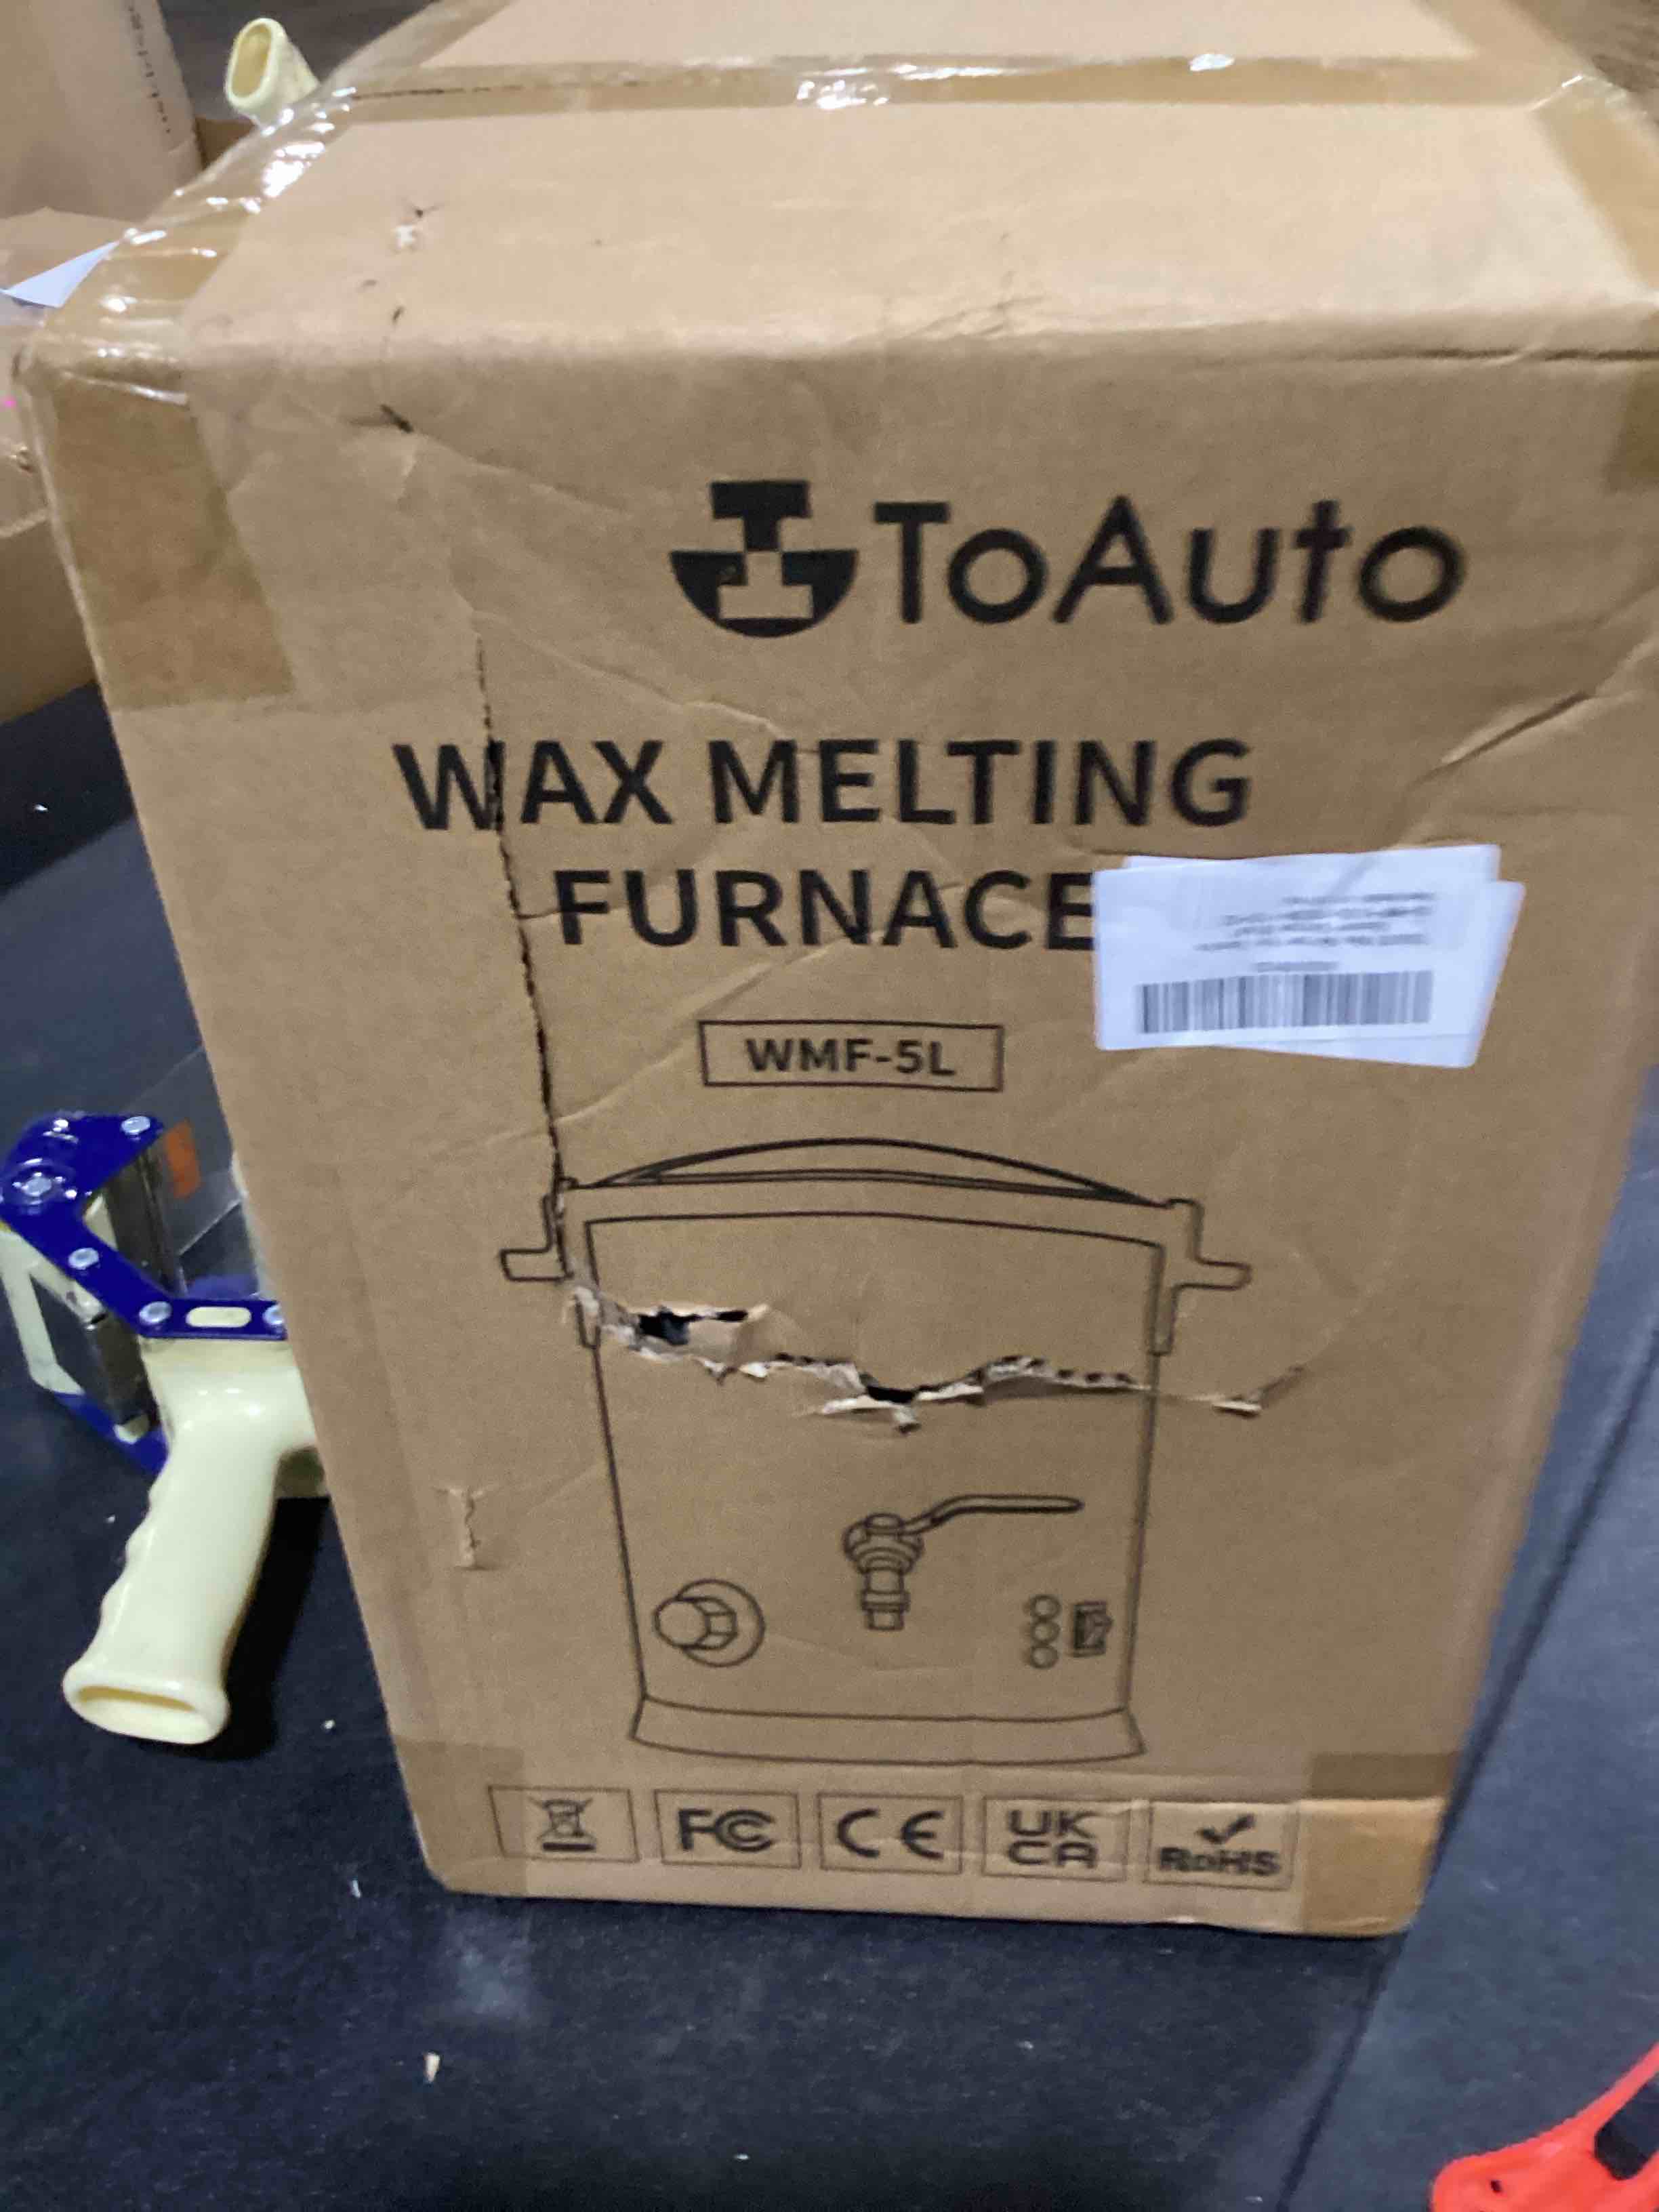 ToAuto
WAX MELTING
FURNACE
WMF-5L
FC CE UK CA RoHS